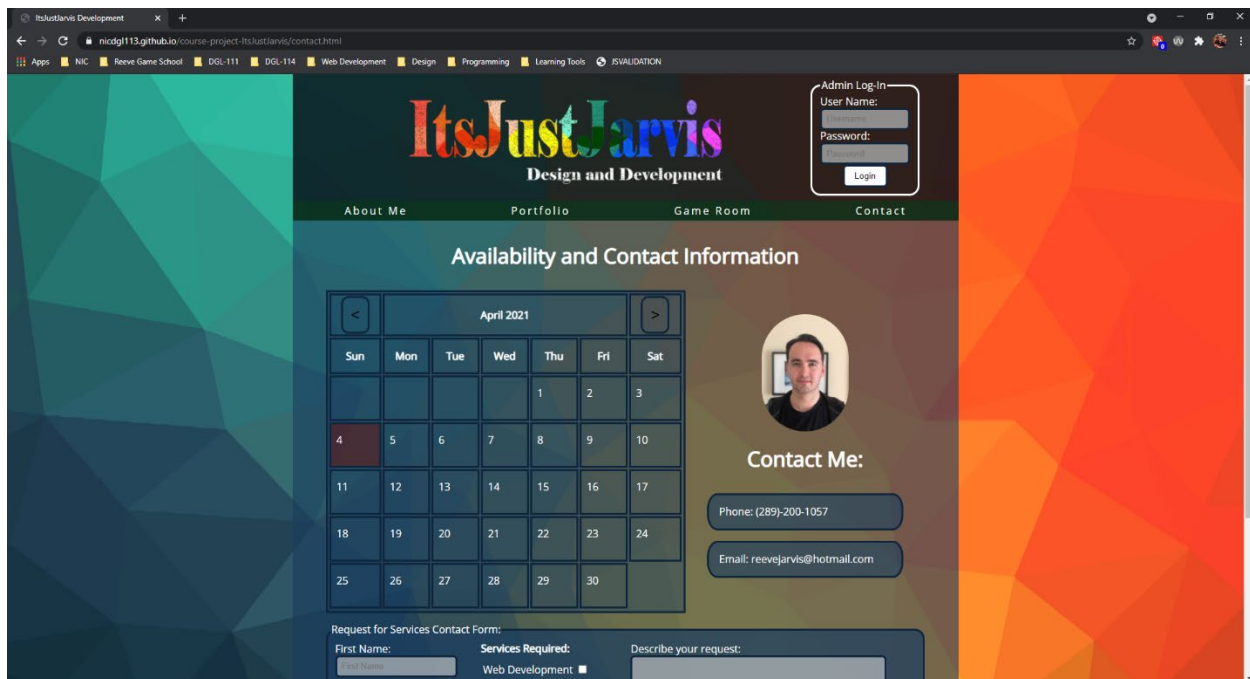 ItsJustJarvis Development
nicdgl113.github.io/course-project-ItsJustJarvis/contact.html
Apps NIC Reeve Game School DGL-111 DGL-114 Web Development Design Programming Learning Tools JSVALIDATION
ItsJustJarvis
Design and Development
Admin Log-In
User Name:
Username
Password:
Password
Login
About Me Portfolio Game Room Contact
Availability and Contact Information
< April 2021 >
Sun Mon Tue Wed Thu Fri Sat
1 2 3
4 5 6 7 8 9 10
11 12 13 14 15 16 17
18 19 20 21 22 23 24
25 26 27 28 29 30
Contact Me:
Phone: (289)-200-1057
Email: reevejarvis@hotmail.com
Request for Services Contact Form:
First Name: Services Required: Describe your request:
First Name Web Development